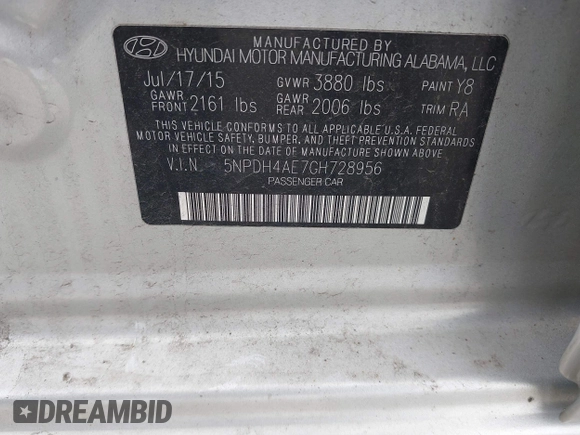 MANUFACTURED BY
HYUNDAI MOTOR MANUFACTURING ALABAMA, LLC
Jul/17/15 GVWR 3880 lbs PAINT Y8
GAWR FRONT 2161 lbs GAWR REAR 2006 lbs TRIM RA
THIS VEHICLE CONFORMS TO ALL APPLICABLE U.S.A. FEDERAL
MOTOR VEHICLE SAFETY, BUMPER, AND THEFT PREVENTION STANDARDS
IN EFFECT ON THE DATE OF MANUFACTURE SHOWN ABOVE.
V.I.N 5NPDH4AE7GH728956
PASSENGER CAR
DREAMBID